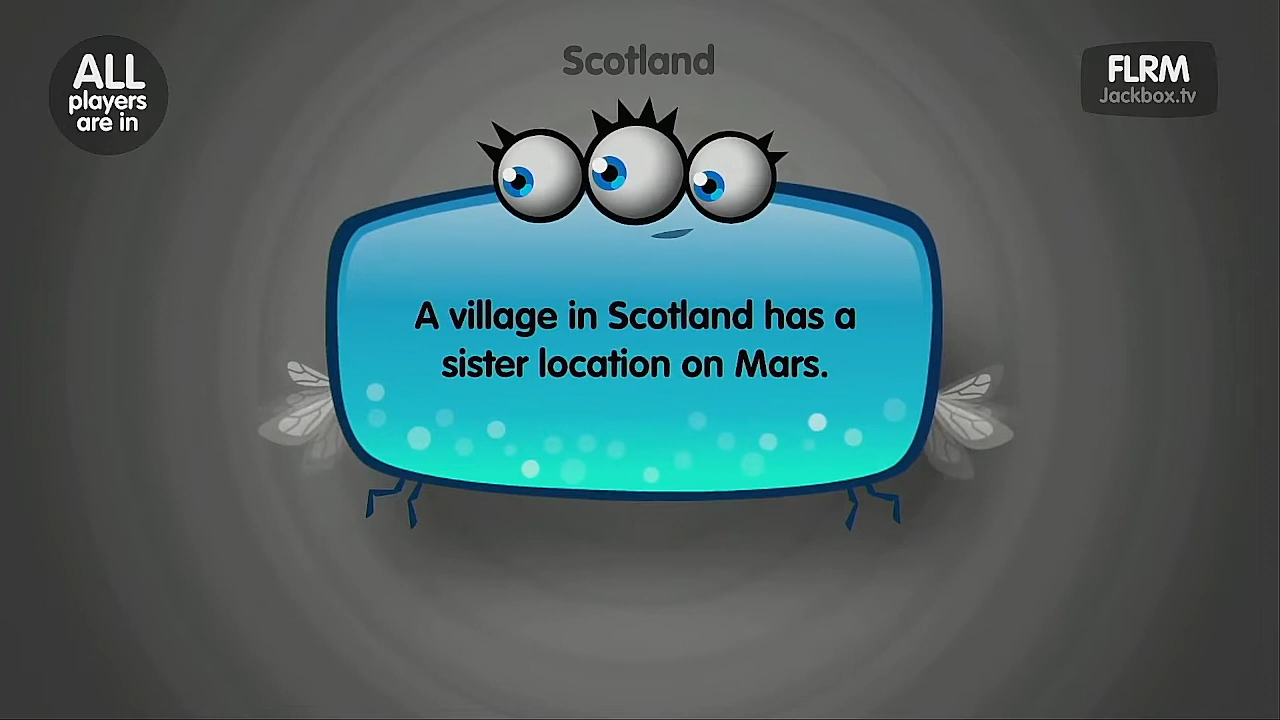 ALL
players
are in
Scotland
FLRM
Jackbox.tv
A village in Scotland has a
sister location on Mars.